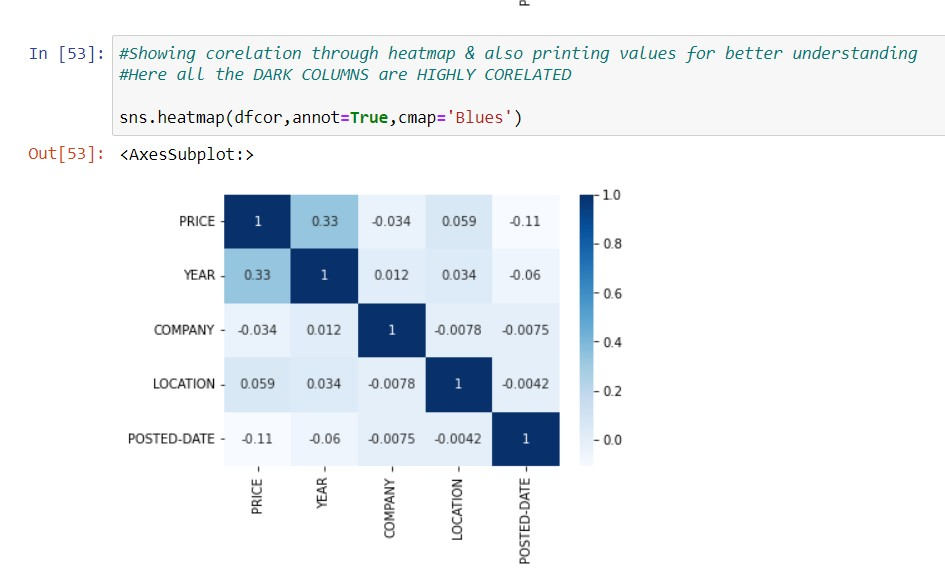 P
In [53]: #Showing corelation through heatmap & also printing values for better understanding
#Here all the DARK COLUMNS are HIGHLY CORELATED
sns.heatmap(dfcor,annot=True,cmap='Blues')
Out[53]: <AxesSubplot:>
PRICE 1 0.33 -0.034 0.059 -0.11
YEAR 0.33 1 0.012 0.034 -0.06
COMPANY -0.034 0.012 1 -0.0078 -0.0075
LOCATION 0.059 0.034 -0.0078 1 -0.0042
POSTED-DATE -0.11 -0.06 -0.0075 -0.0042 1
PRICE
YEAR
COMPANY
LOCATION
POSTED-DATE
1.0
0.8
0.6
0.4
0.2
0.0